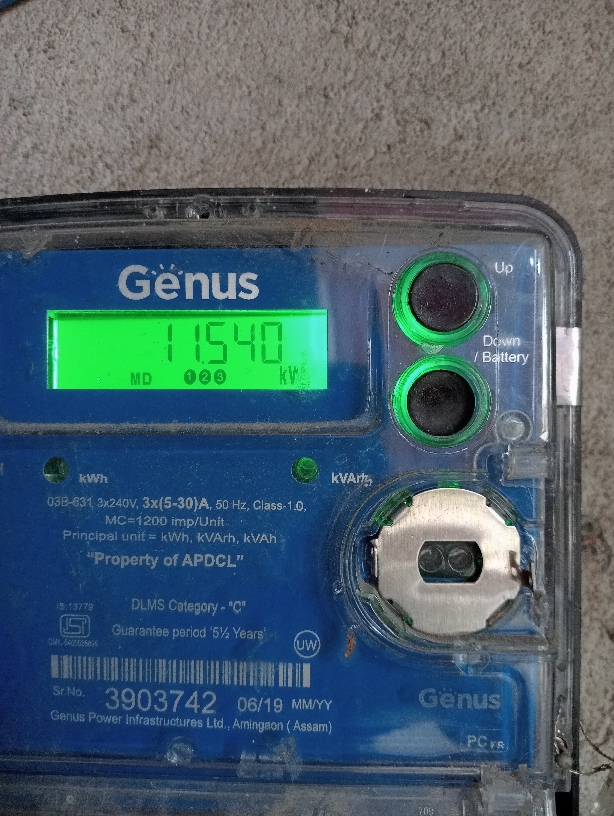 Genus
Up
11.540
MD 1 2 3 kW
Down
/ Battery
kWh
kVArh
03B-631, 3x240V, 3x(5-30)A, 50 Hz, Class-1.0,
MC=1200 imp/Unit
Principal unit = kWh, kVArh, kVAh
"Property of APDCL"
IS:13779
ISI
DLMS Category - "C"
Guarantee period '5½ Years'
UW
Sr.No. 3903742 06/19 MM/YY
Genus Power Infrastructures Ltd., Amingaon ( Assam)
Genus